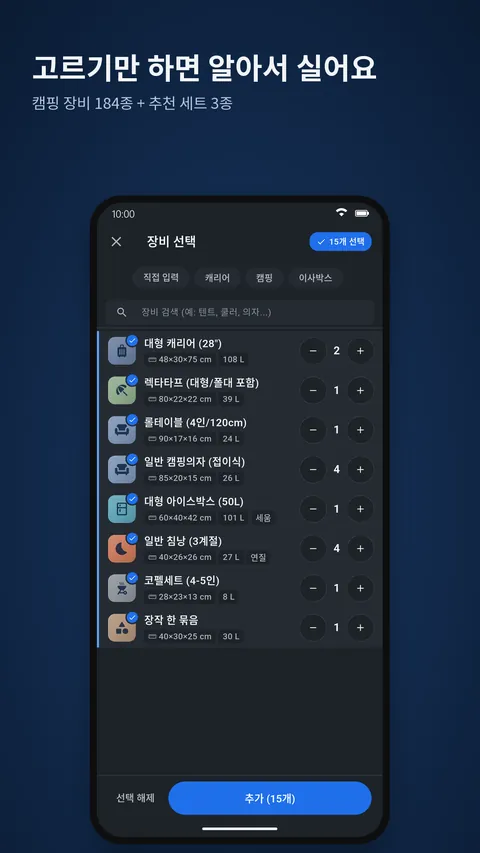 고르기만 하면 알아서 실어요
캠핑 장비 184종 + 추천 세트 3종
10:00
장비 선택
15개 선택
직접 입력 캐리어 캠핑 이사박스
장비 검색 (예: 텐트, 쿨러, 의자...)
대형 캐리어 (28")
48×30×75 cm 108 L
2
렉타타프 (대형/폴대 포함)
80×22×22 cm 39 L
1
롤테이블 (4인/120cm)
90×17×16 cm 24 L
1
일반 캠핑의자 (접이식)
85×20×15 cm 26 L
4
대형 아이스박스 (50L)
60×40×42 cm 101 L 세움
1
일반 침낭 (3계절)
40×26×26 cm 27 L 연질
4
코펠세트 (4-5인)
28×23×13 cm 8 L
1
장작 한 묶음
40×30×25 cm 30 L
1
선택 해제
추가 (15개)